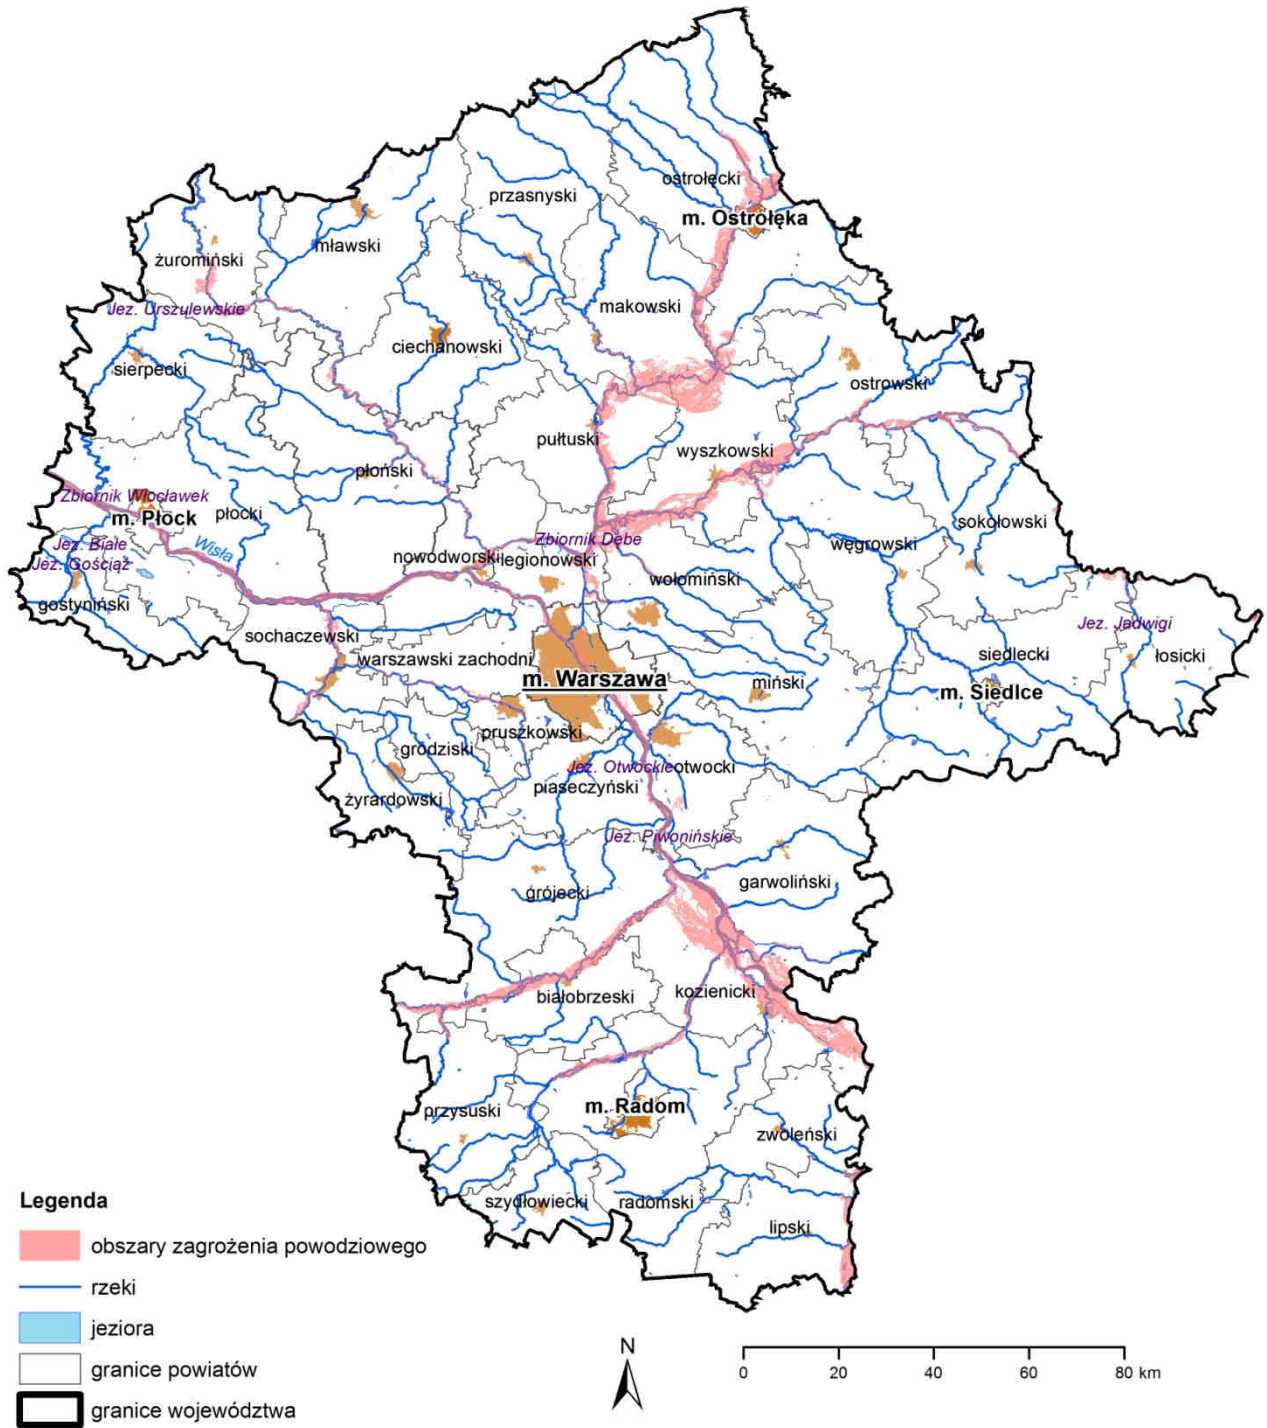 ostrołęcki
przasnyski
m. Ostrołęka
mławski
żuromiński
Jez. Urszulewskie
makowski
ciechanowski
sierpecki
ostrowski
pułtuski
wyszkowski
płoński
Zbiornik Włocławek
m. Płock
płocki
sokołowski
Jez. Białe
Wisła
Zbiornik Dębe
węgrowski
Jez. Gościąż
nowodworski
legionowski
wołomiński
gostyniński
sochaczewski
Jez. Jadwigi
warszawski zachodni
siedlecki
łosicki
m. Warszawa
miński
m. Siedlce
pruszkowski
grodziski
Jez. Otwockie
otwocki
piaseczyński
żyrardowski
Jez. Piwonińskie
grójecki
garwoliński
białobrzeski
kozienicki
przysuski
m. Radom
zwoleński
szydłowiecki
radomski
lipski
Legenda
obszary zagrożenia powodziowego
rzeki
jeziora
granice powiatów
granice województwa
N
0 20 40 60 80 km